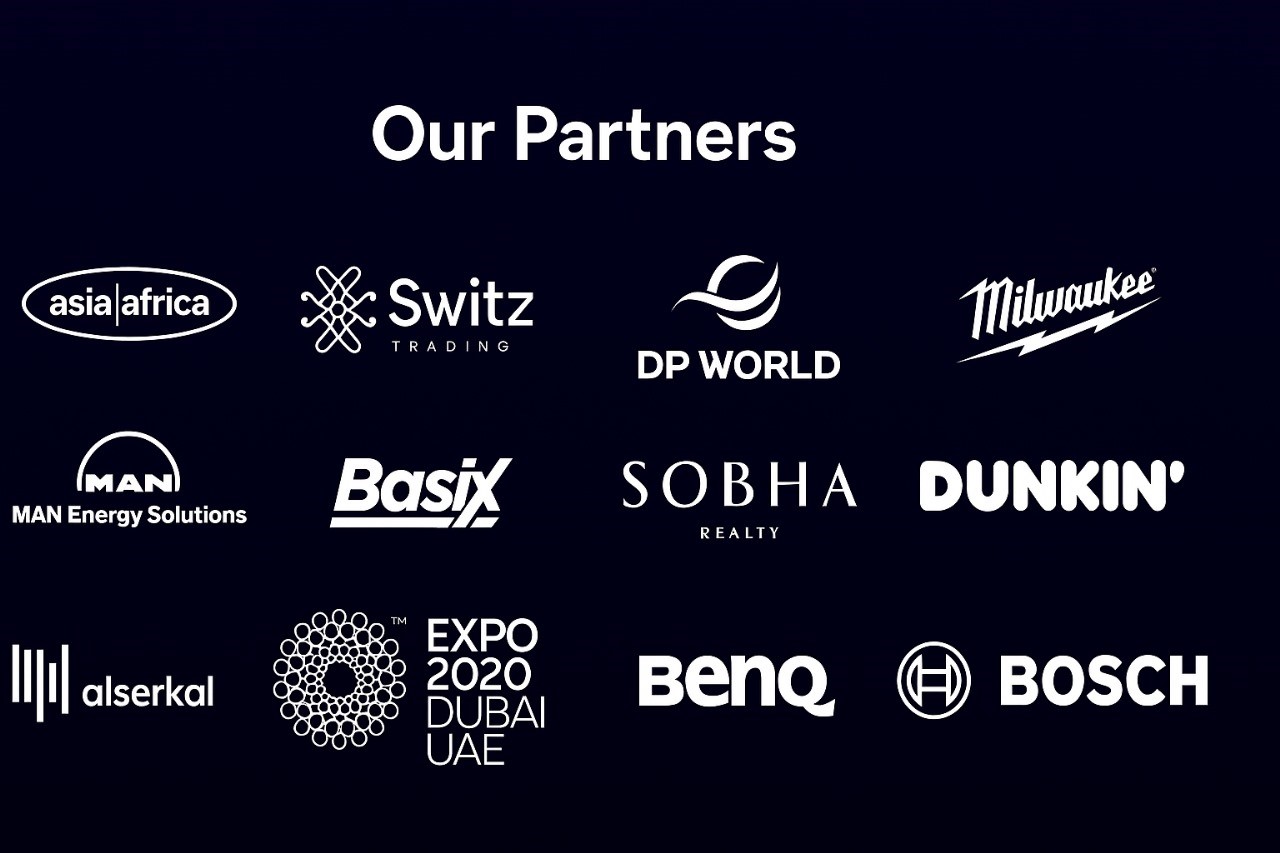 Our Partners
asia|africa
Switz
TRADING
DP WORLD
Milwaukee®
MAN
MAN Energy Solutions
Basix
SOBHA
REALTY
DUNKIN'
alserkal
EXPO
2020
DUBAI
UAE
TM
BenQ
BOSCH